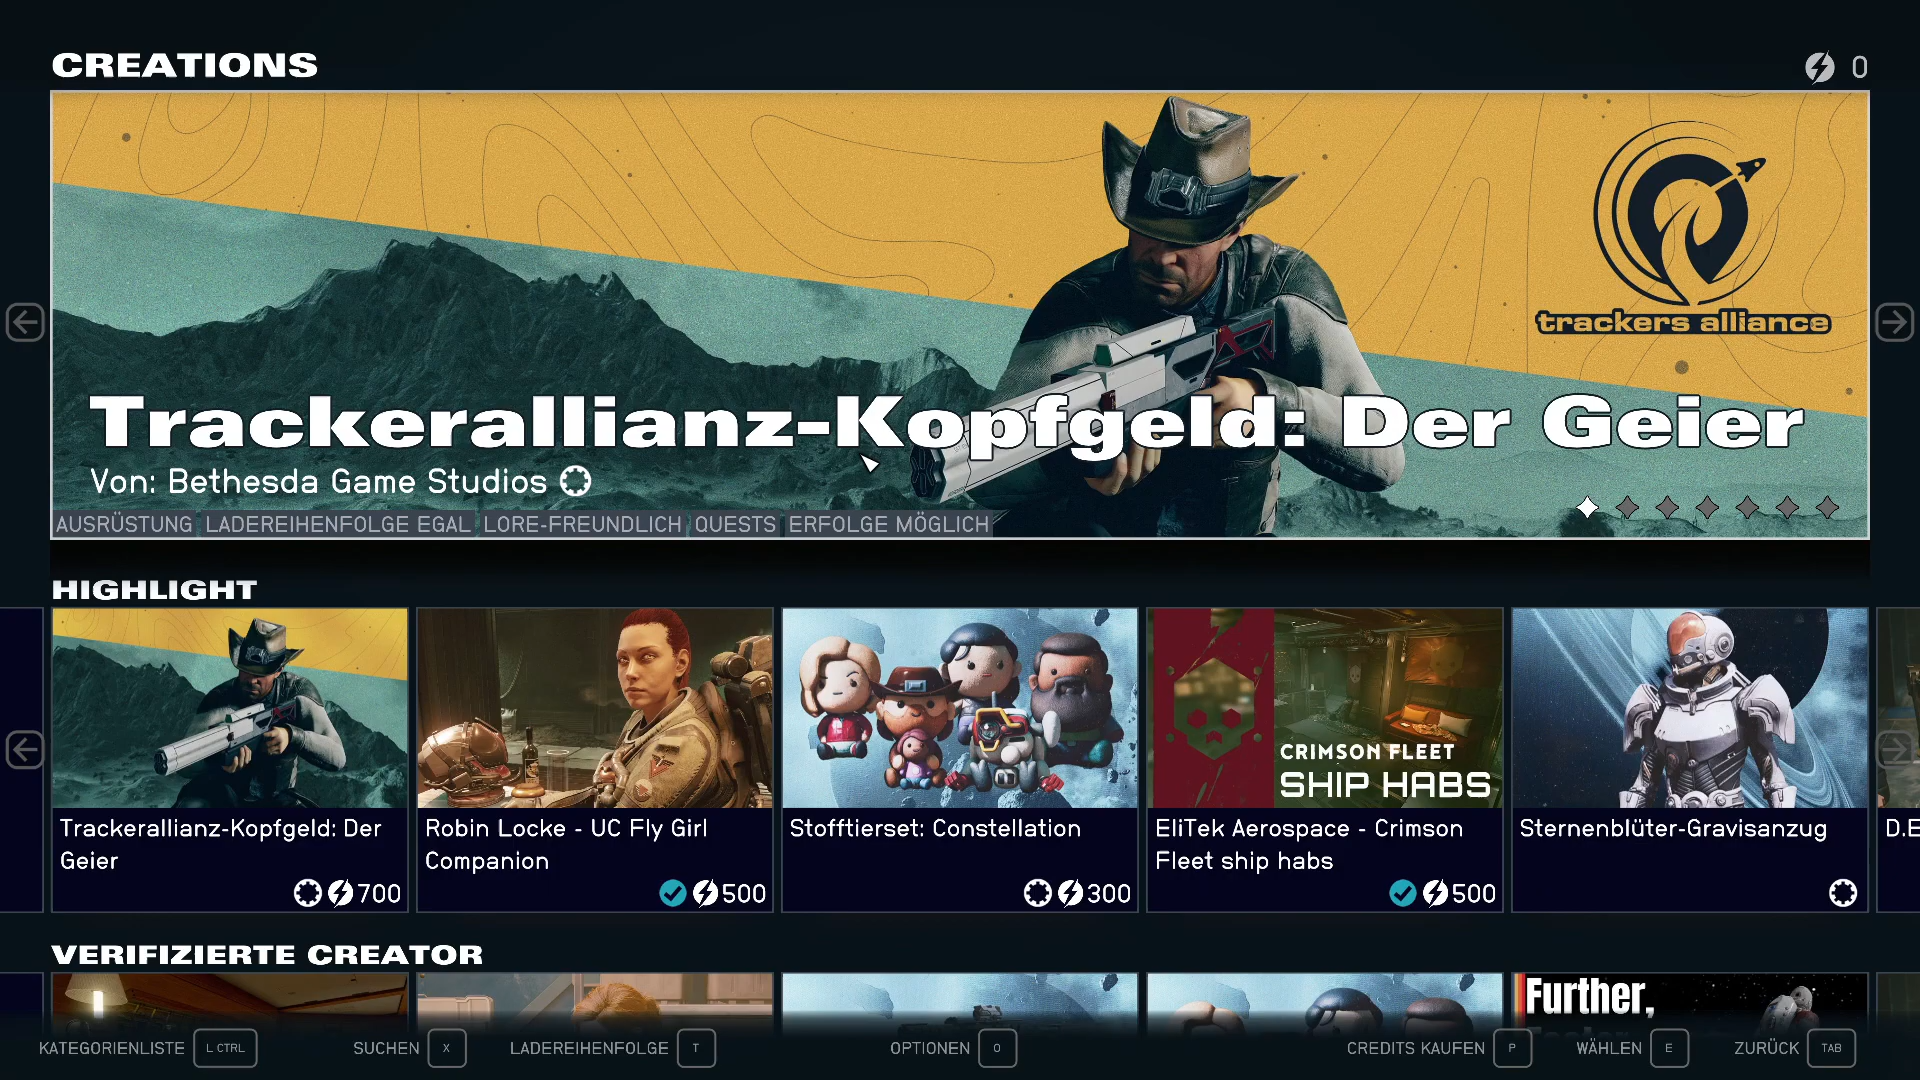 CREATIONS
0
trackers alliance
Trackerallianz-Kopfgeld: Der Geier
Von: Bethesda Game Studios
AUSRÜSTUNG LADEREIHENFOLGE EGAL LORE-FREUNDLICH QUESTS ERFOLGE MÖGLICH
HIGHLIGHT
CRIMSON FLEET
SHIP HABS
Trackerallianz-Kopfgeld: Der
Geier
700
Robin Locke - UC Fly Girl
Companion
500
Stofftierset: Constellation
300
EliTek Aerospace - Crimson
Fleet ship habs
500
Sternenblüter-Gravisanzug
VERIFIZIERTE CREATOR
Further,
KATEGORIENLISTE L CTRL SUCHEN X LADEREIHENFOLGE T OPTIONEN O CREDITS KAUFEN P WÄHLEN E ZURÜCK TAB